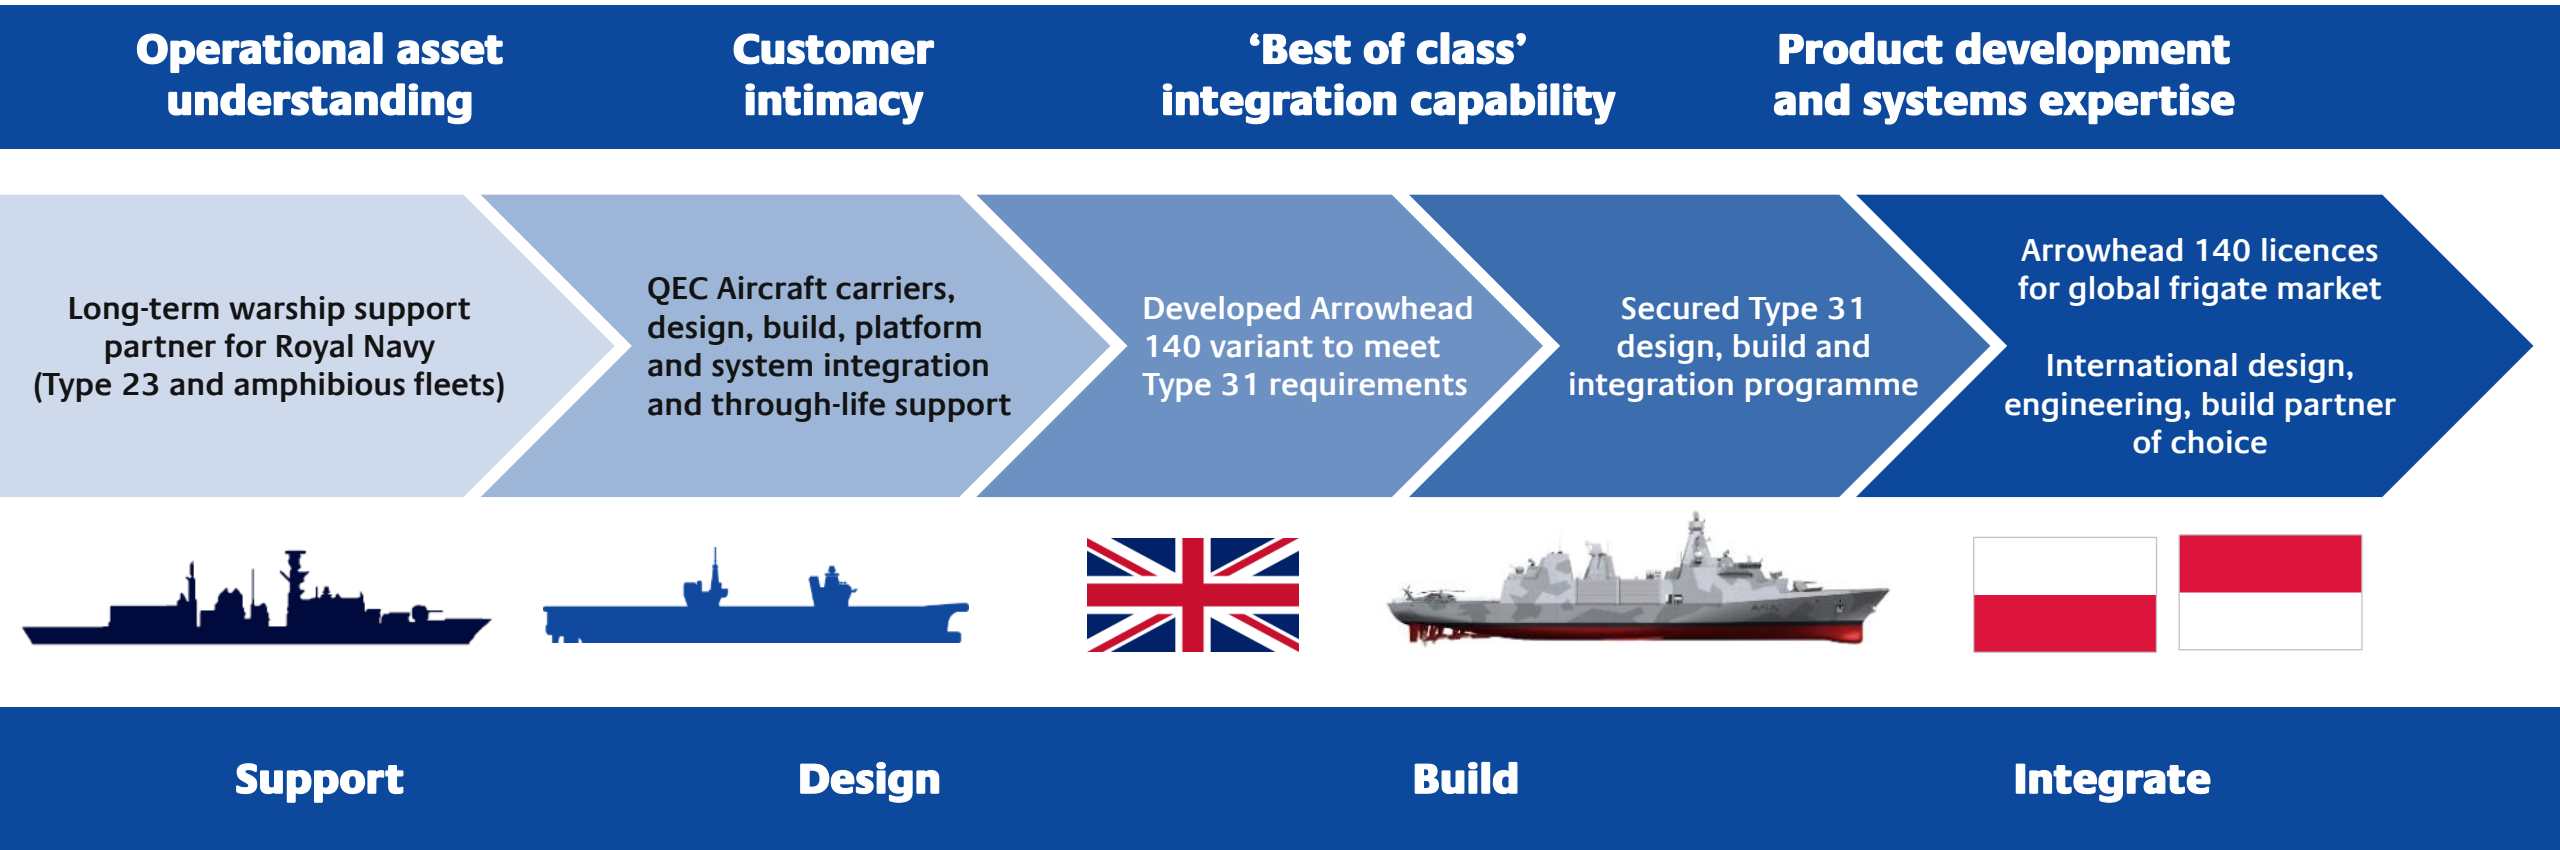 Operational asset
understanding
Customer
intimacy
‘Best of class’
integration capability
Product development
and systems expertise
Long-term warship support
partner for Royal Navy
(Type 23 and amphibious fleets)
QEC Aircraft carriers,
design, build, platform
and system integration
and through-life support
Developed Arrowhead
140 variant to meet
Type 31 requirements
Secured Type 31
design, build and
integration programme
Arrowhead 140 licences
for global frigate market
International design,
engineering, build partner
of choice
Support
Design
Build
Integrate